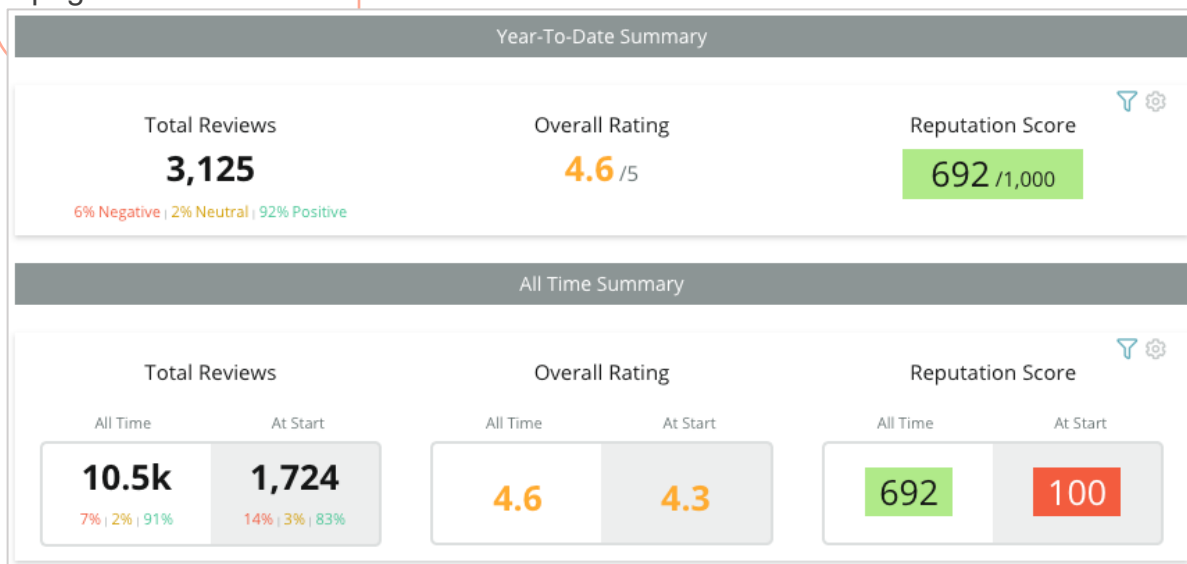 Year-To-Date Summary
Total Reviews Overall Rating Reputation Score
3,125 4.6 /5 692 /1,000
6% Negative | 2% Neutral | 92% Positive
All Time Summary
Total Reviews Overall Rating Reputation Score
All Time At Start All Time At Start All Time At Start
10.5k 1,724 4.6 4.3 692 100
7% | 2% | 91% 14% | 3% | 83%